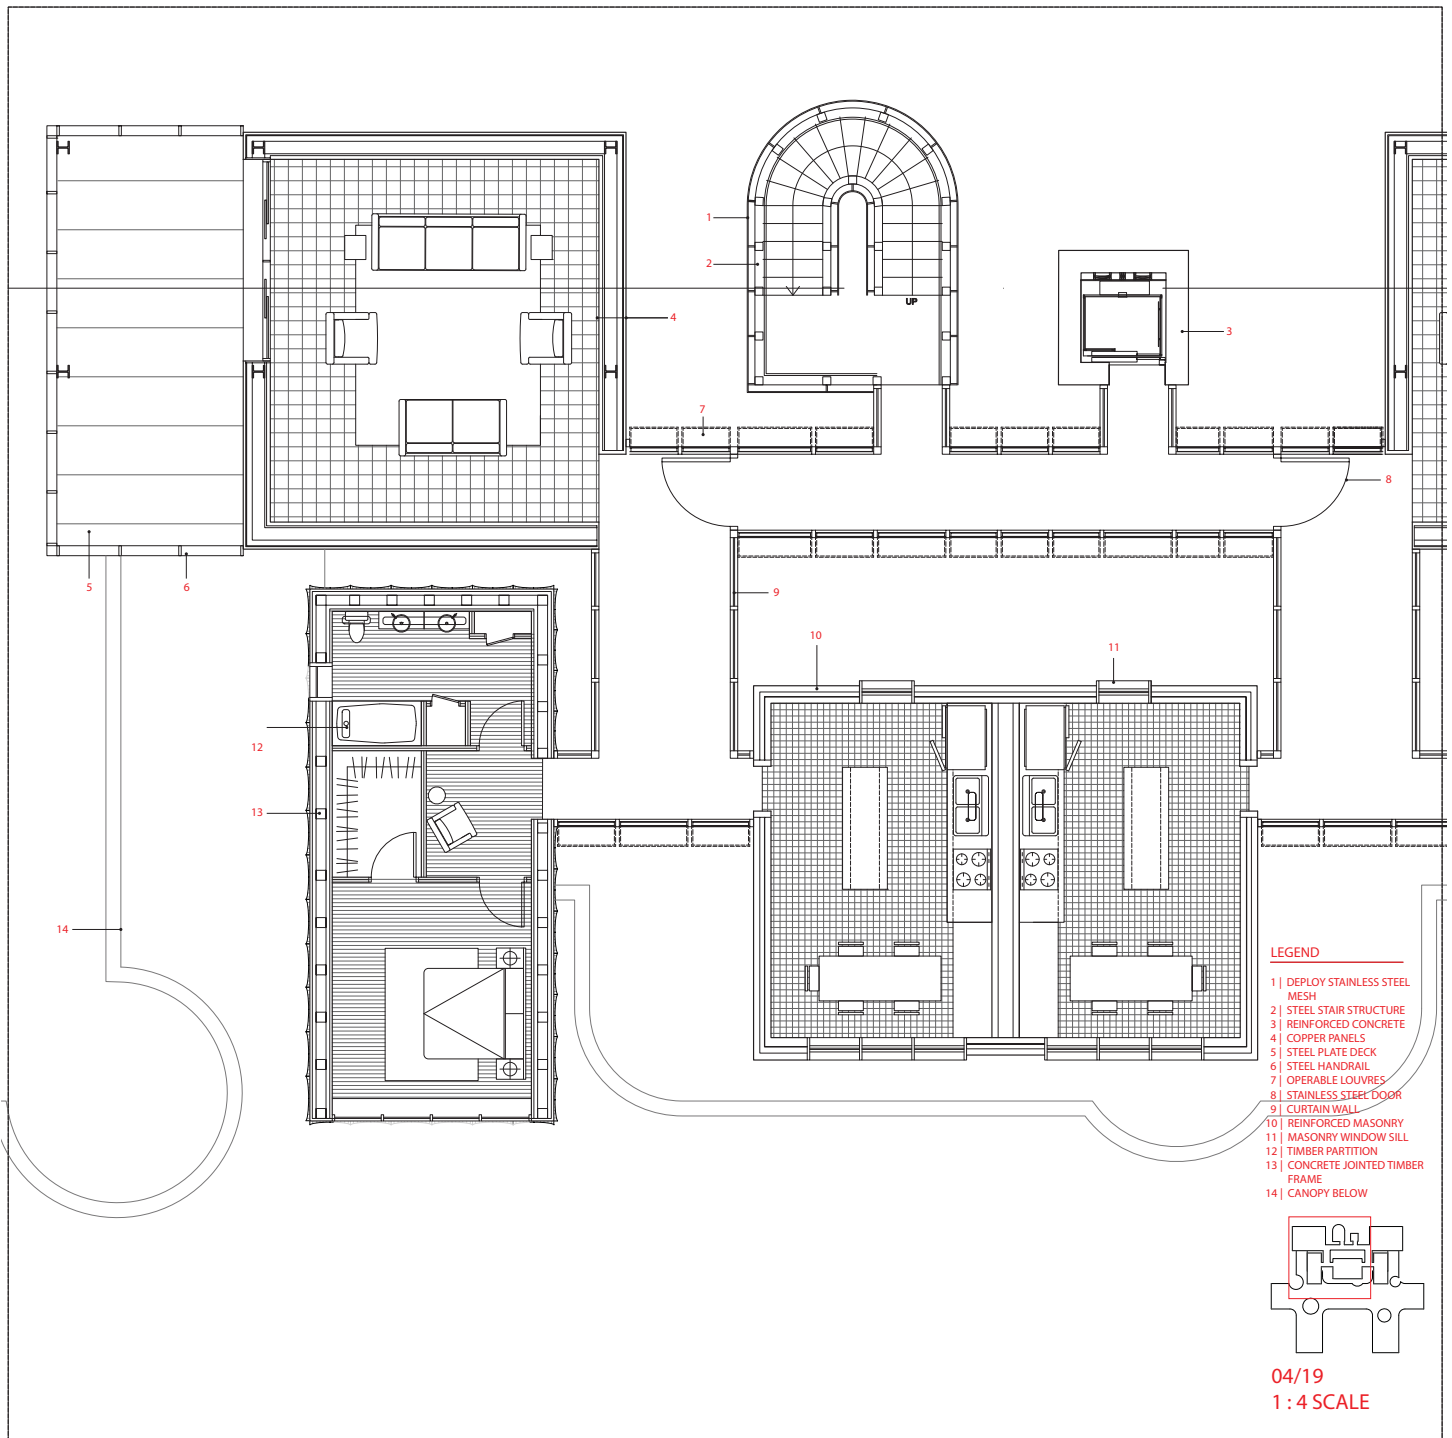 1
2
UP
3
4
7
8
5
6
9
10
11
12
13
14
LEGEND
1 | DEPLOY STAINLESS STEEL
MESH
2 | STEEL STAIR STRUCTURE
3 | REINFORCED CONCRETE
4 | COPPER PANELS
5 | STEEL PLATE DECK
6 | STEEL HANDRAIL
7 | OPERABLE LOUVRES
8 | STAINLESS STEEL DOOR
9 | CURTAIN WALL
10 | REINFORCED MASONRY
11 | MASONRY WINDOW SILL
12 | TIMBER PARTITION
13 | CONCRETE JOINTED TIMBER
FRAME
14 | CANOPY BELOW
04/19
1 : 4 SCALE